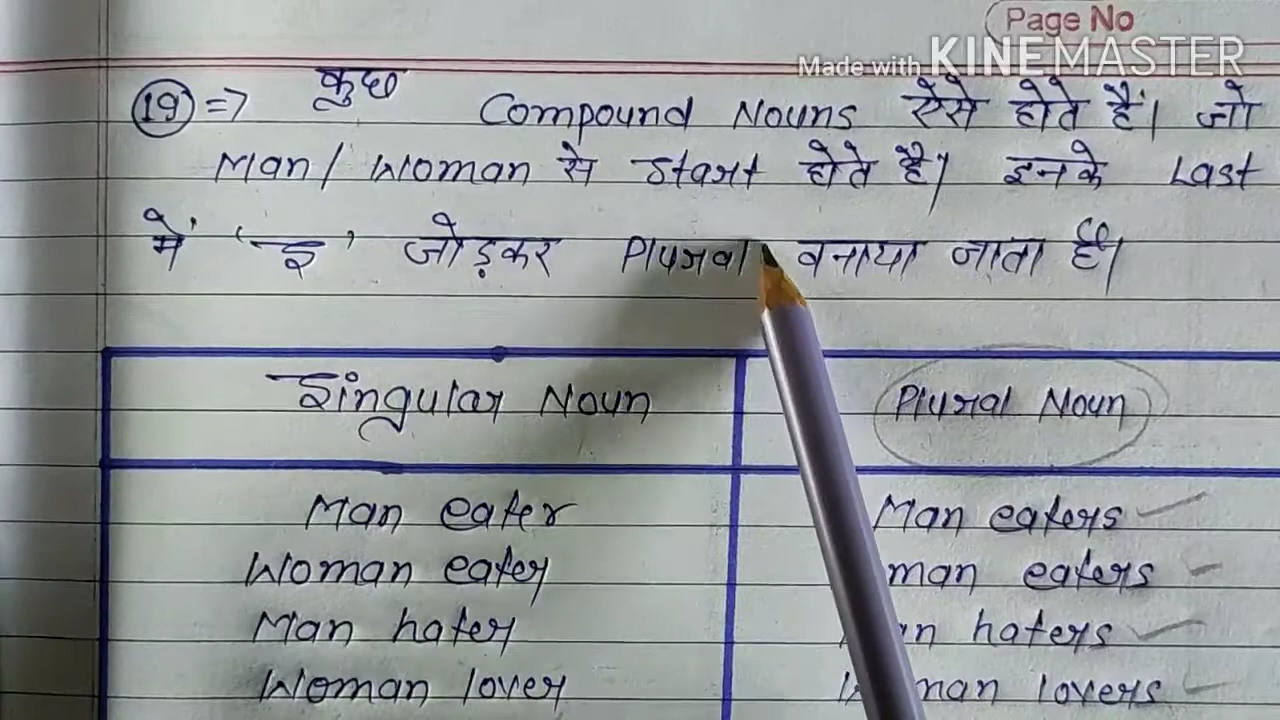 Page No
Made with KINEMASTER
19 => कुछ Compound Nouns ऐसे होते हैं। जो
Man/Woman से Start होते है। इनके Last
में 'S' जोड़कर Plural बनाया जाता है।
Singular Noun Plural Noun
Man eater Man eaters
Woman eater man eaters
Man hater n haters
Woman lover man lovers